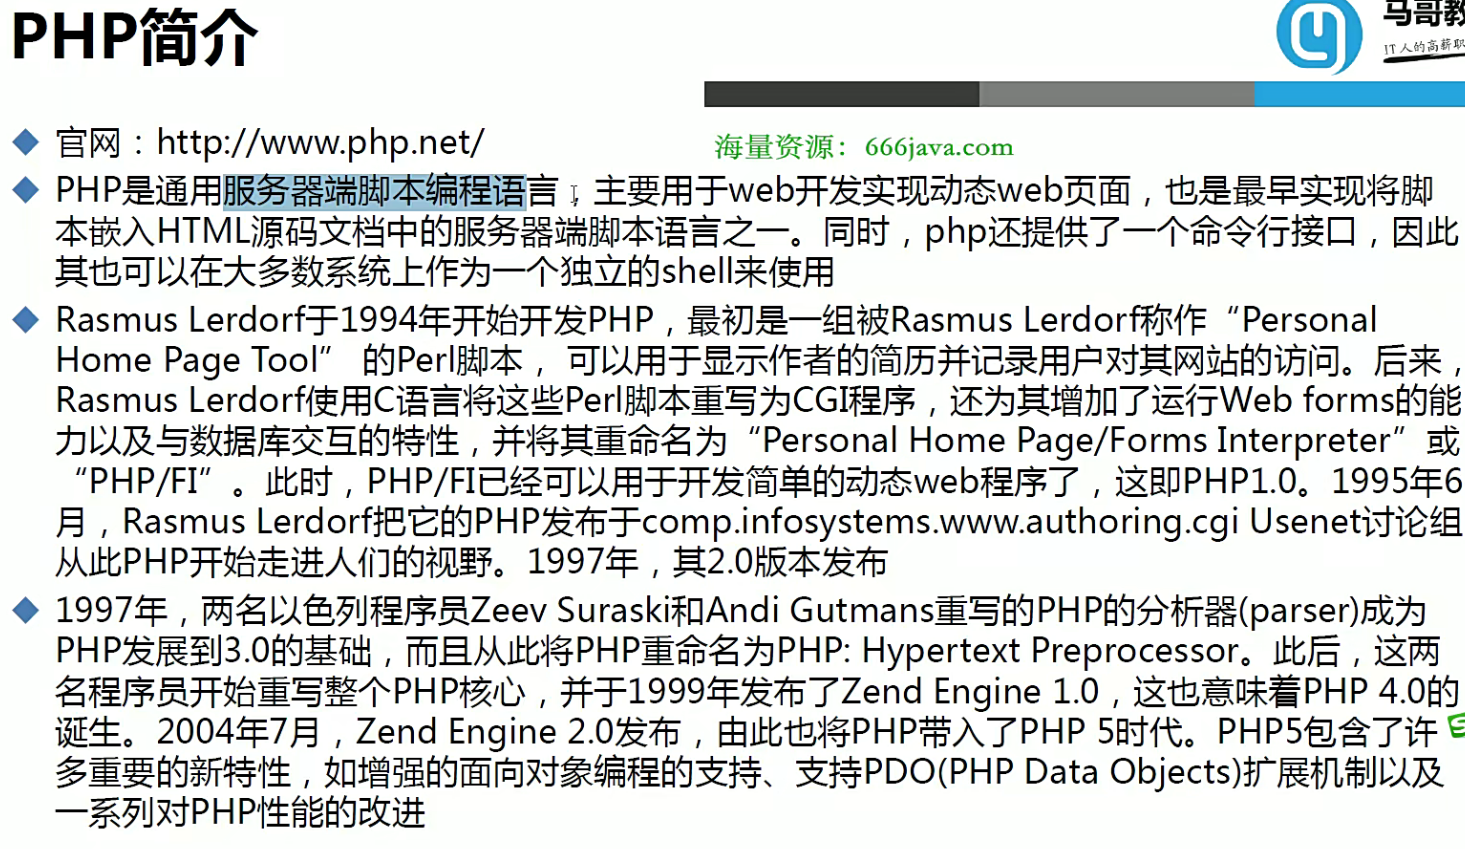 PHP简介
马哥教
IT人的高薪职
官网：http://www.php.net/
海量资源：666java.com
PHP是通用服务器端脚本编程语言，主要用于web开发实现动态web页面，也是最早实现将脚
本嵌入HTML源码文档中的服务器端脚本语言之一。同时，php还提供了一个命令行接口，因此
其也可以在大多数系统上作为一个独立的shell来使用
Rasmus Lerdorf于1994年开始开发PHP，最初是一组被Rasmus Lerdorf称作“Personal
Home Page Tool” 的Perl脚本， 可以用于显示作者的简历并记录用户对其网站的访问。后来，
Rasmus Lerdorf使用C语言将这些Perl脚本重写为CGI程序，还为其增加了运行Web forms的能
力以及与数据库交互的特性，并将其重命名为“Personal Home Page/Forms Interpreter”或
“PHP/FI”。此时，PHP/FI已经可以用于开发简单的动态web程序了，这即PHP1.0。1995年6
月，Rasmus Lerdorf把它的PHP发布于comp.infosystems.www.authoring.cgi Usenet讨论组
从此PHP开始走进人们的视野。1997年，其2.0版本发布
1997年，两名以色列程序员Zeev Suraski和Andi Gutmans重写的PHP的分析器(parser)成为
PHP发展到3.0的基础，而且从此将PHP重命名为PHP: Hypertext Preprocessor。此后，这两
名程序员开始重写整个PHP核心，并于1999年发布了Zend Engine 1.0，这也意味着PHP 4.0的
诞生。2004年7月，Zend Engine 2.0发布，由此也将PHP带入了PHP 5时代。PHP5包含了许
多重要的新特性，如增强的面向对象编程的支持、支持PDO(PHP Data Objects)扩展机制以及
一系列对PHP性能的改进